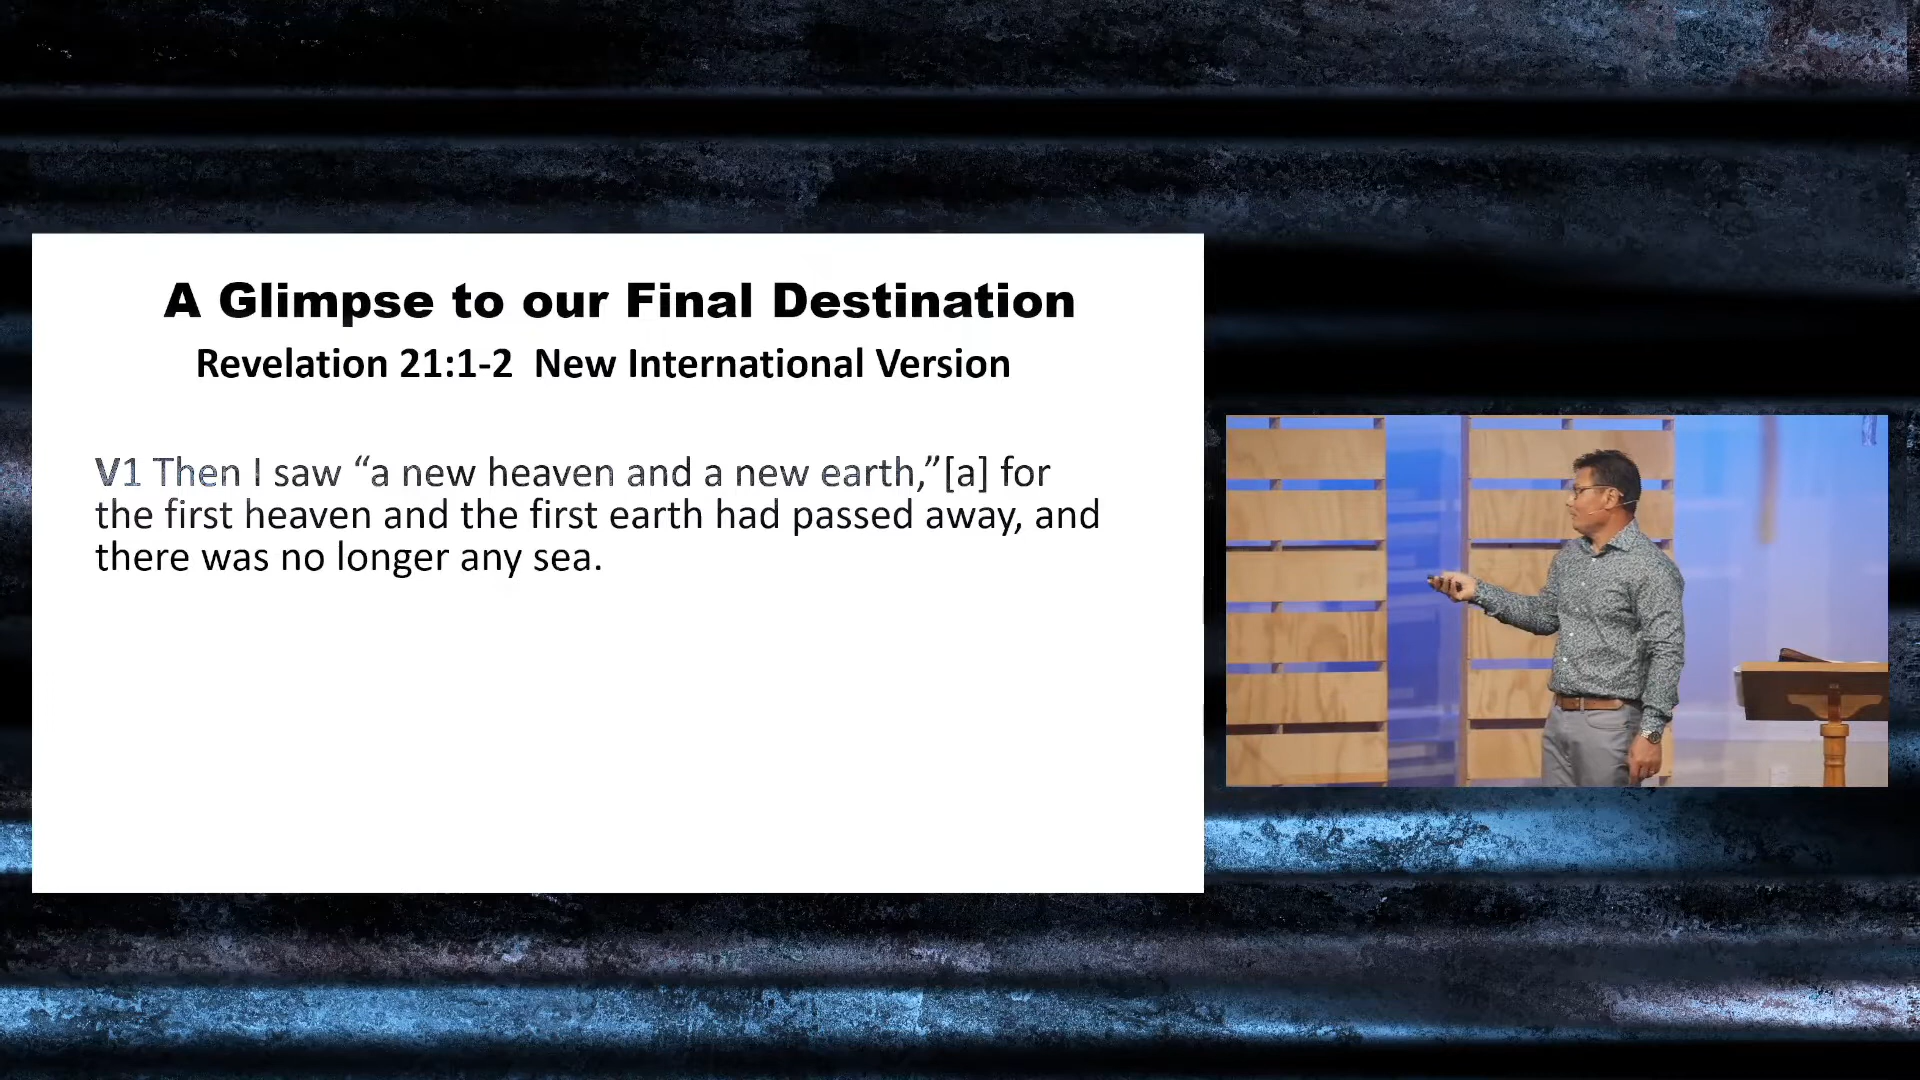 A Glimpse to our Final Destination
Revelation 21:1-2  New International Version
V1 Then I saw “a new heaven and a new earth,”[a] for
the first heaven and the first earth had passed away, and
there was no longer any sea.